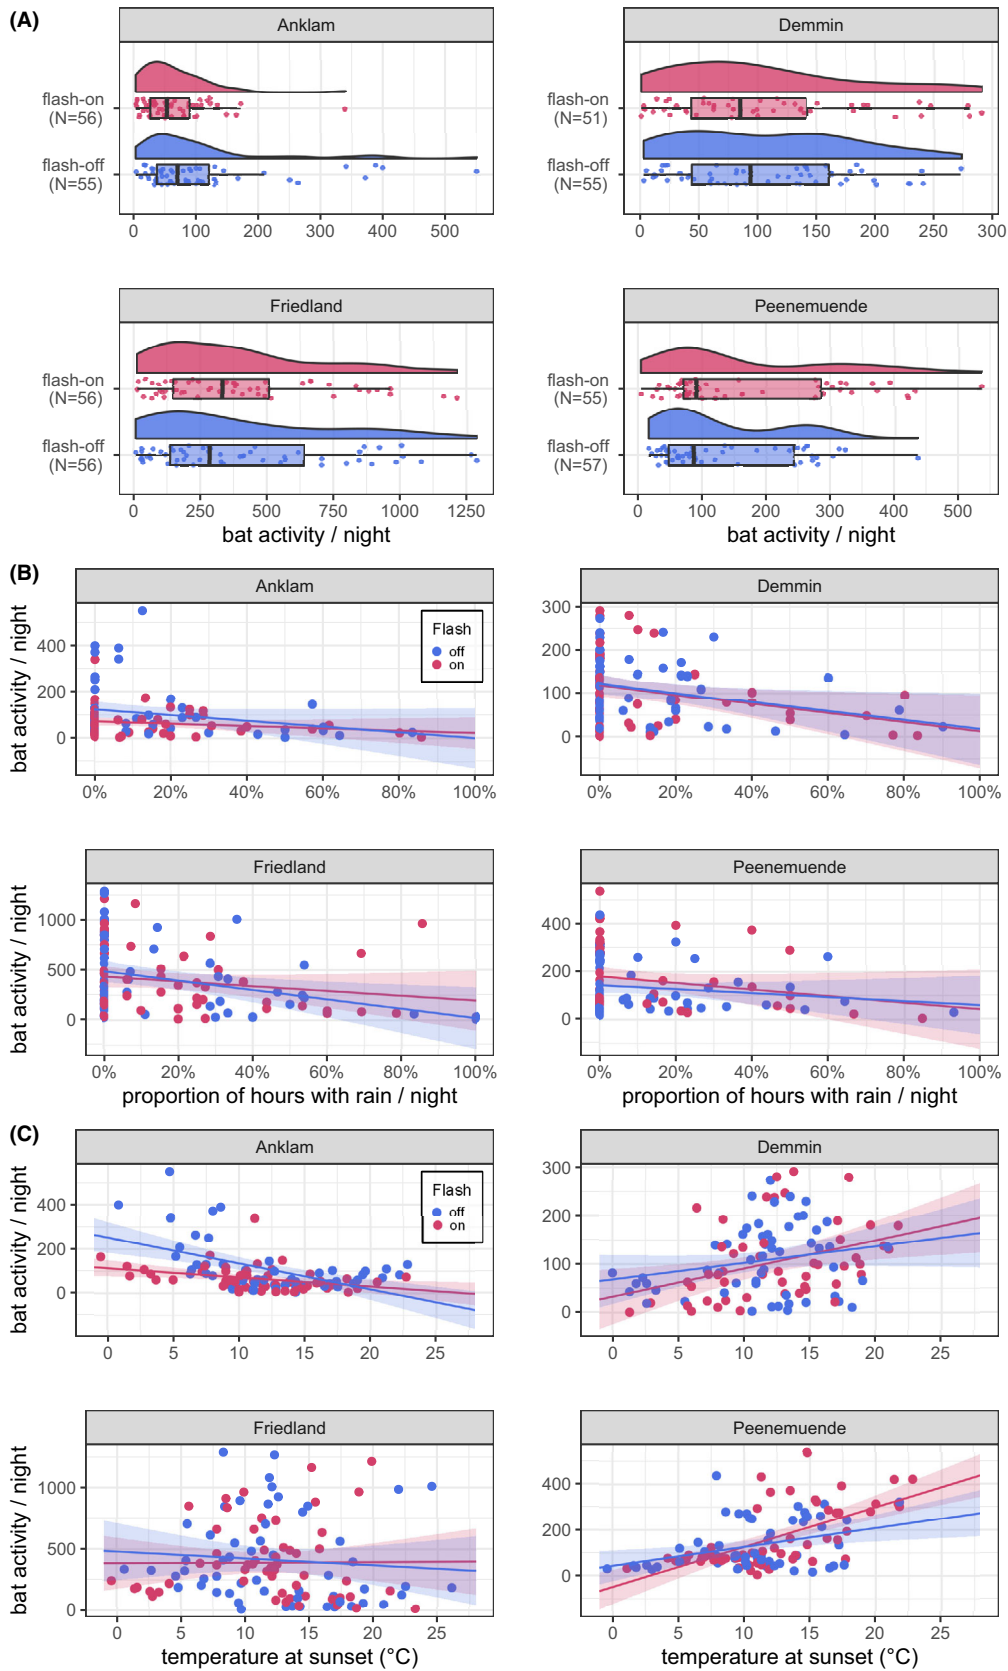 (A)
Anklam
Demmin
flash-on
(N=56)
flash-off
(N=55)
0 100 200 300 400 500
flash-on
(N=51)
flash-off
(N=55)
0 50 100 150 200 250 300
Friedland
Peenemuende
flash-on
(N=56)
flash-off
(N=56)
0 250 500 750 1000 1250
bat activity / night
flash-on
(N=55)
flash-off
(N=57)
0 100 200 300 400 500
bat activity / night
(B)
Anklam
Demmin
bat activity / night
400
200
0
Flash
off
on
0% 20% 40% 60% 80% 100%
300
200
100
0
0% 20% 40% 60% 80% 100%
Friedland
Peenemuende
bat activity / night
1000
500
0
0% 20% 40% 60% 80% 100%
proportion of hours with rain / night
400
200
0
0% 20% 40% 60% 80% 100%
proportion of hours with rain / night
(C)
Anklam
Demmin
bat activity / night
400
200
0
Flash
off
on
0 5 10 15 20 25
300
200
100
0
0 5 10 15 20 25
Friedland
Peenemuende
bat activity / night
1000
500
0
0 5 10 15 20 25
temperature at sunset (°C)
400
200
0
0 5 10 15 20 25
temperature at sunset (°C)